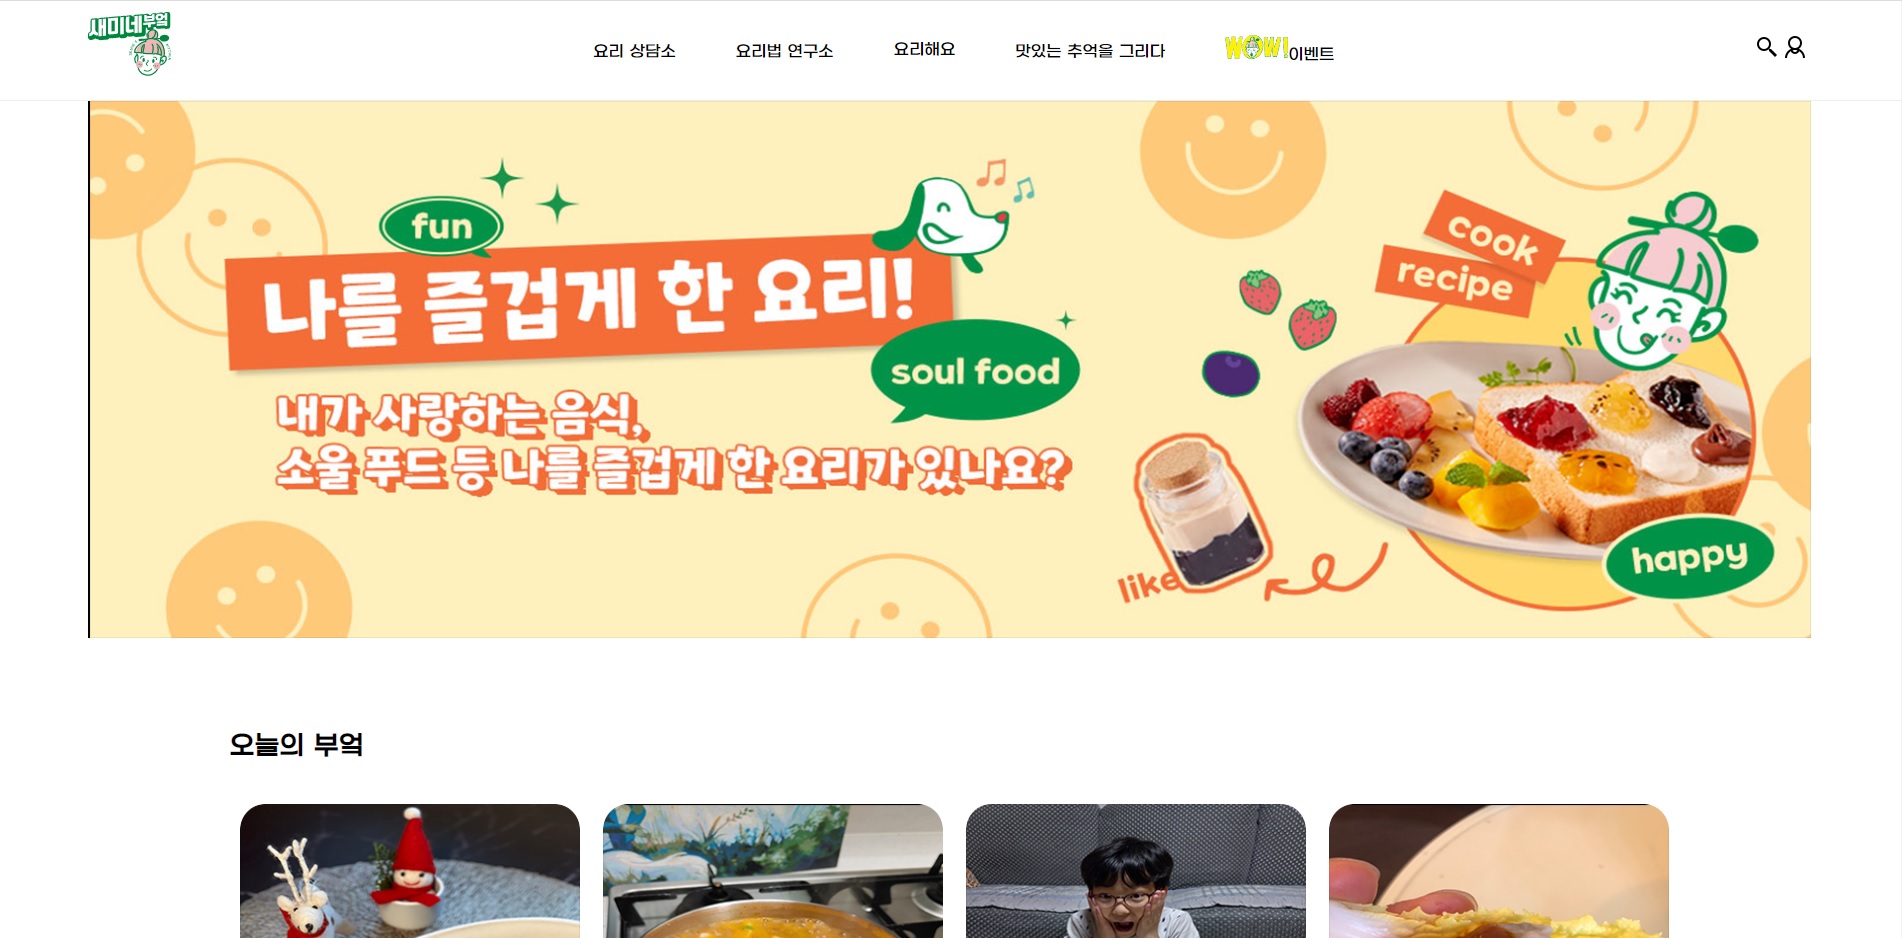 새미네부엌
요리 상담소
요리법 연구소
요리해요
맛있는 추억을 그리다
WOW! 이벤트
fun
나를 즐겁게 한 요리!
soul food
내가 사랑하는 음식,
소울 푸드 등 나를 즐겁게 한 요리가 있나요?
cook
recipe
like
happy
오늘의 부엌